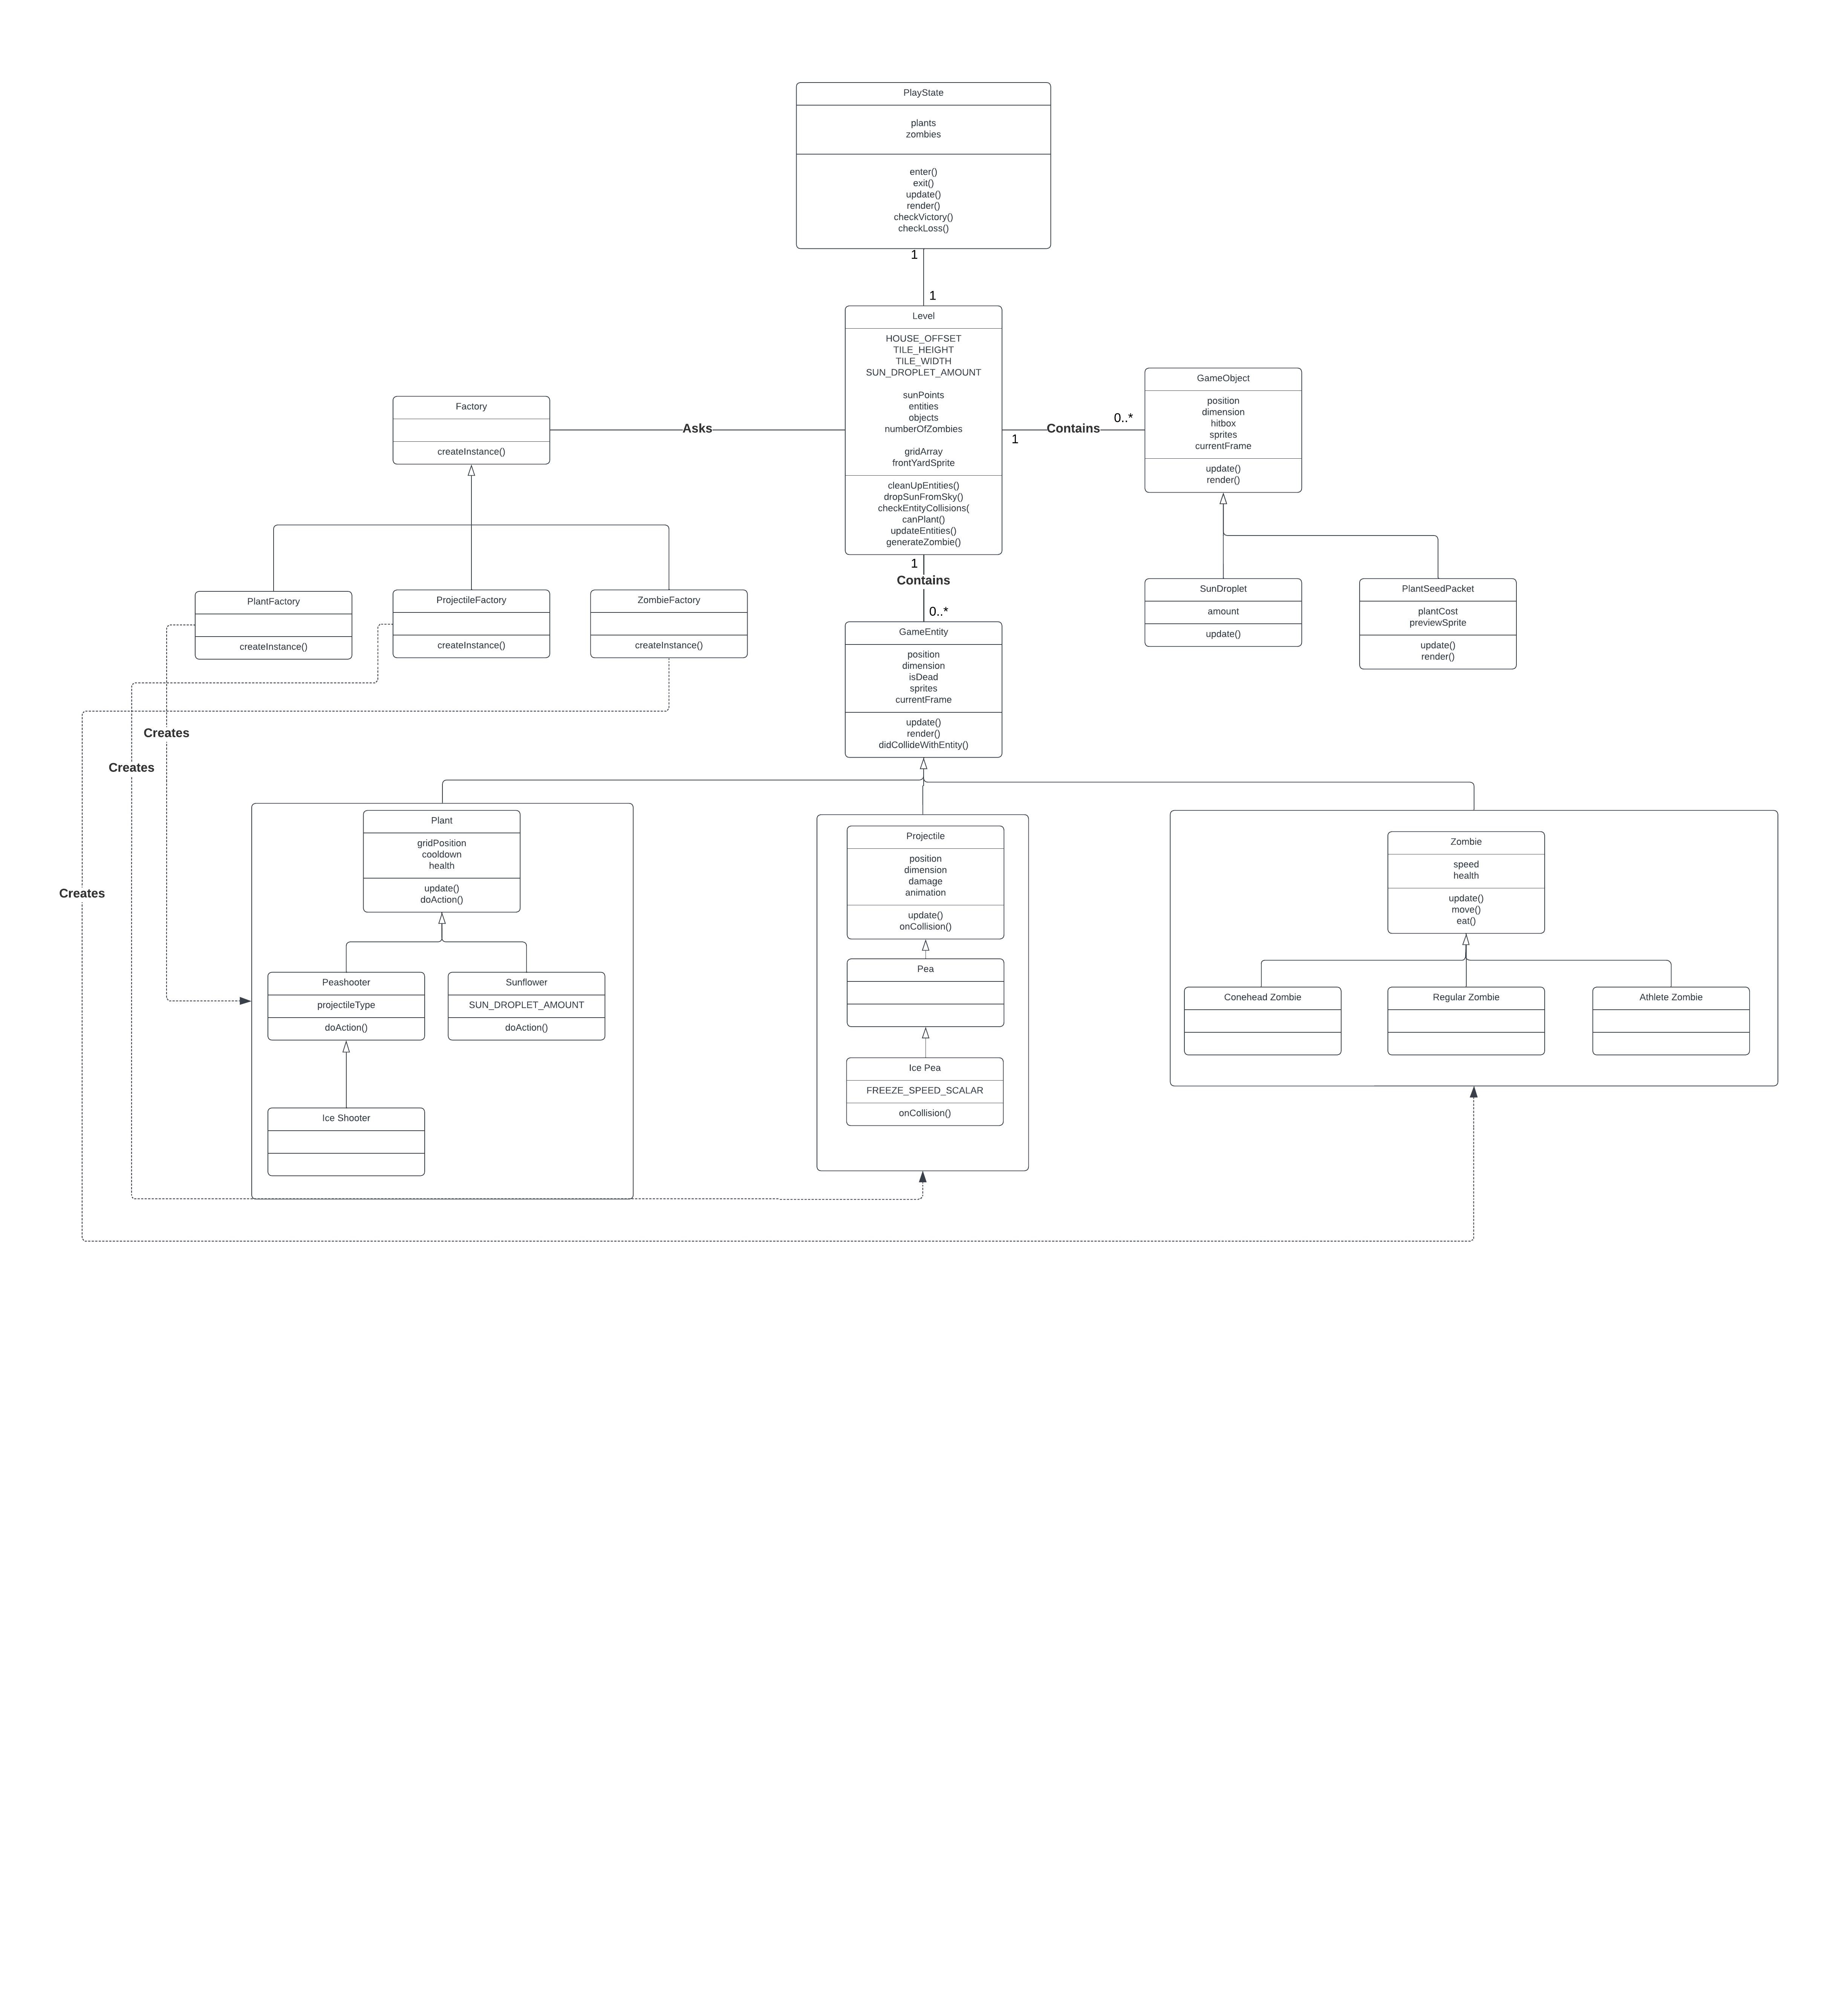 PlayState
plants
zombies
enter()
exit()
update()
render()
checkVictory()
checkLoss()
1
1
Level
HOUSE_OFFSET
TILE_HEIGHT
TILE_WIDTH
SUN_DROPLET_AMOUNT
sunPoints
entities
objects
numberOfZombies
gridArray
frontYardSprite
cleanUpEntities()
dropSunFromSky()
checkEntityCollisions(
canPlant()
updateEntities()
generateZombie()
Factory
createInstance()
Asks
1
Contains
0..*
GameObject
position
dimension
hitbox
sprites
currentFrame
update()
render()
SunDroplet
amount
update()
PlantSeedPacket
plantCost
previewSprite
update()
render()
PlantFactory
createInstance()
ProjectileFactory
createInstance()
ZombieFactory
createInstance()
1
Contains
0..*
GameEntity
position
dimension
isDead
sprites
currentFrame
update()
render()
didCollideWithEntity()
Creates
Creates
Creates
Plant
gridPosition
cooldown
health
update()
doAction()
Peashooter
projectileType
doAction()
Sunflower
SUN_DROPLET_AMOUNT
doAction()
Ice Shooter
Projectile
position
dimension
damage
animation
update()
onCollision()
Pea
Ice Pea
FREEZE_SPEED_SCALAR
onCollision()
Zombie
speed
health
update()
move()
eat()
Conehead Zombie
Regular Zombie
Athlete Zombie